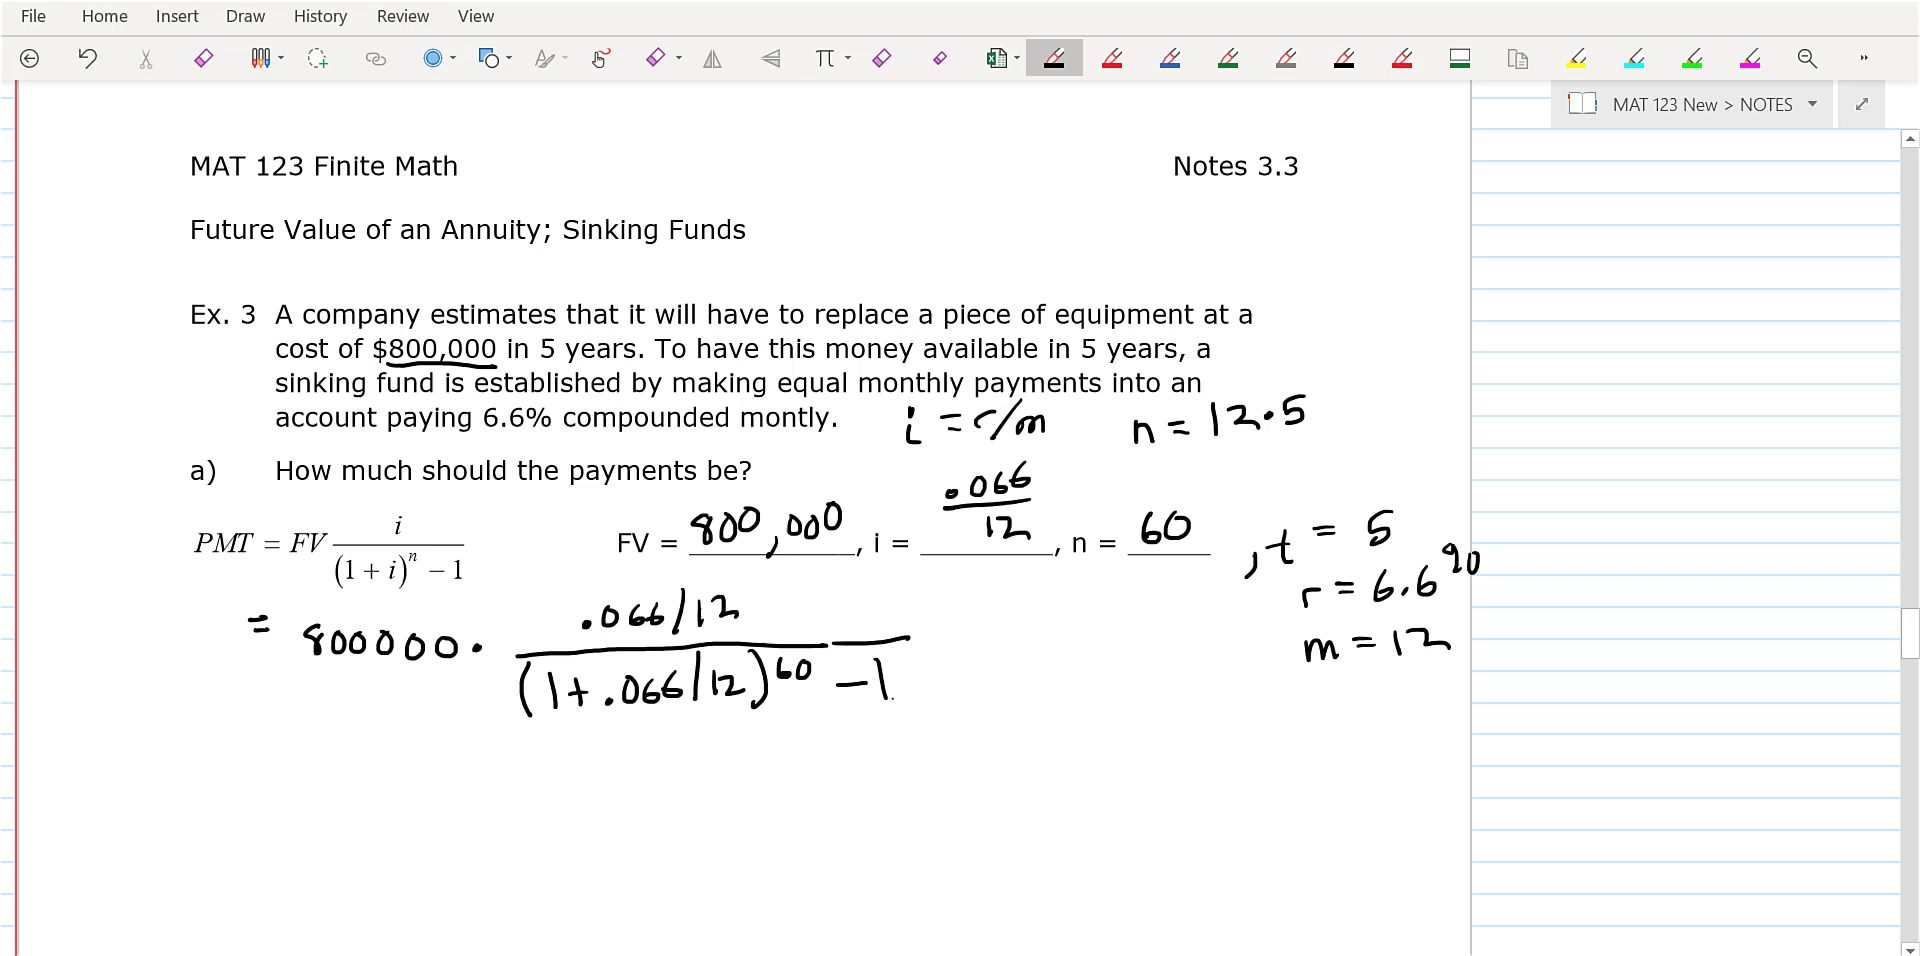 File Home Insert Draw History Review View
MAT 123 New > NOTES
MAT 123 Finite Math Notes 3.3
Future Value of an Annuity; Sinking Funds
Ex. 3 A company estimates that it will have to replace a piece of equipment at a
cost of $800,000 in 5 years. To have this money available in 5 years, a
sinking fund is established by making equal monthly payments into an
account paying 6.6% compounded montly.
i = r/m n = 12·5
a) How much should the payments be?
PMT = FV i / ((1 + i)^n − 1) FV = 800,000, i = .066/12, n = 60, t = 5
r = 6.6%
m = 12
= 800000 · (.066/12) / ((1+.066/12)^60 −1)